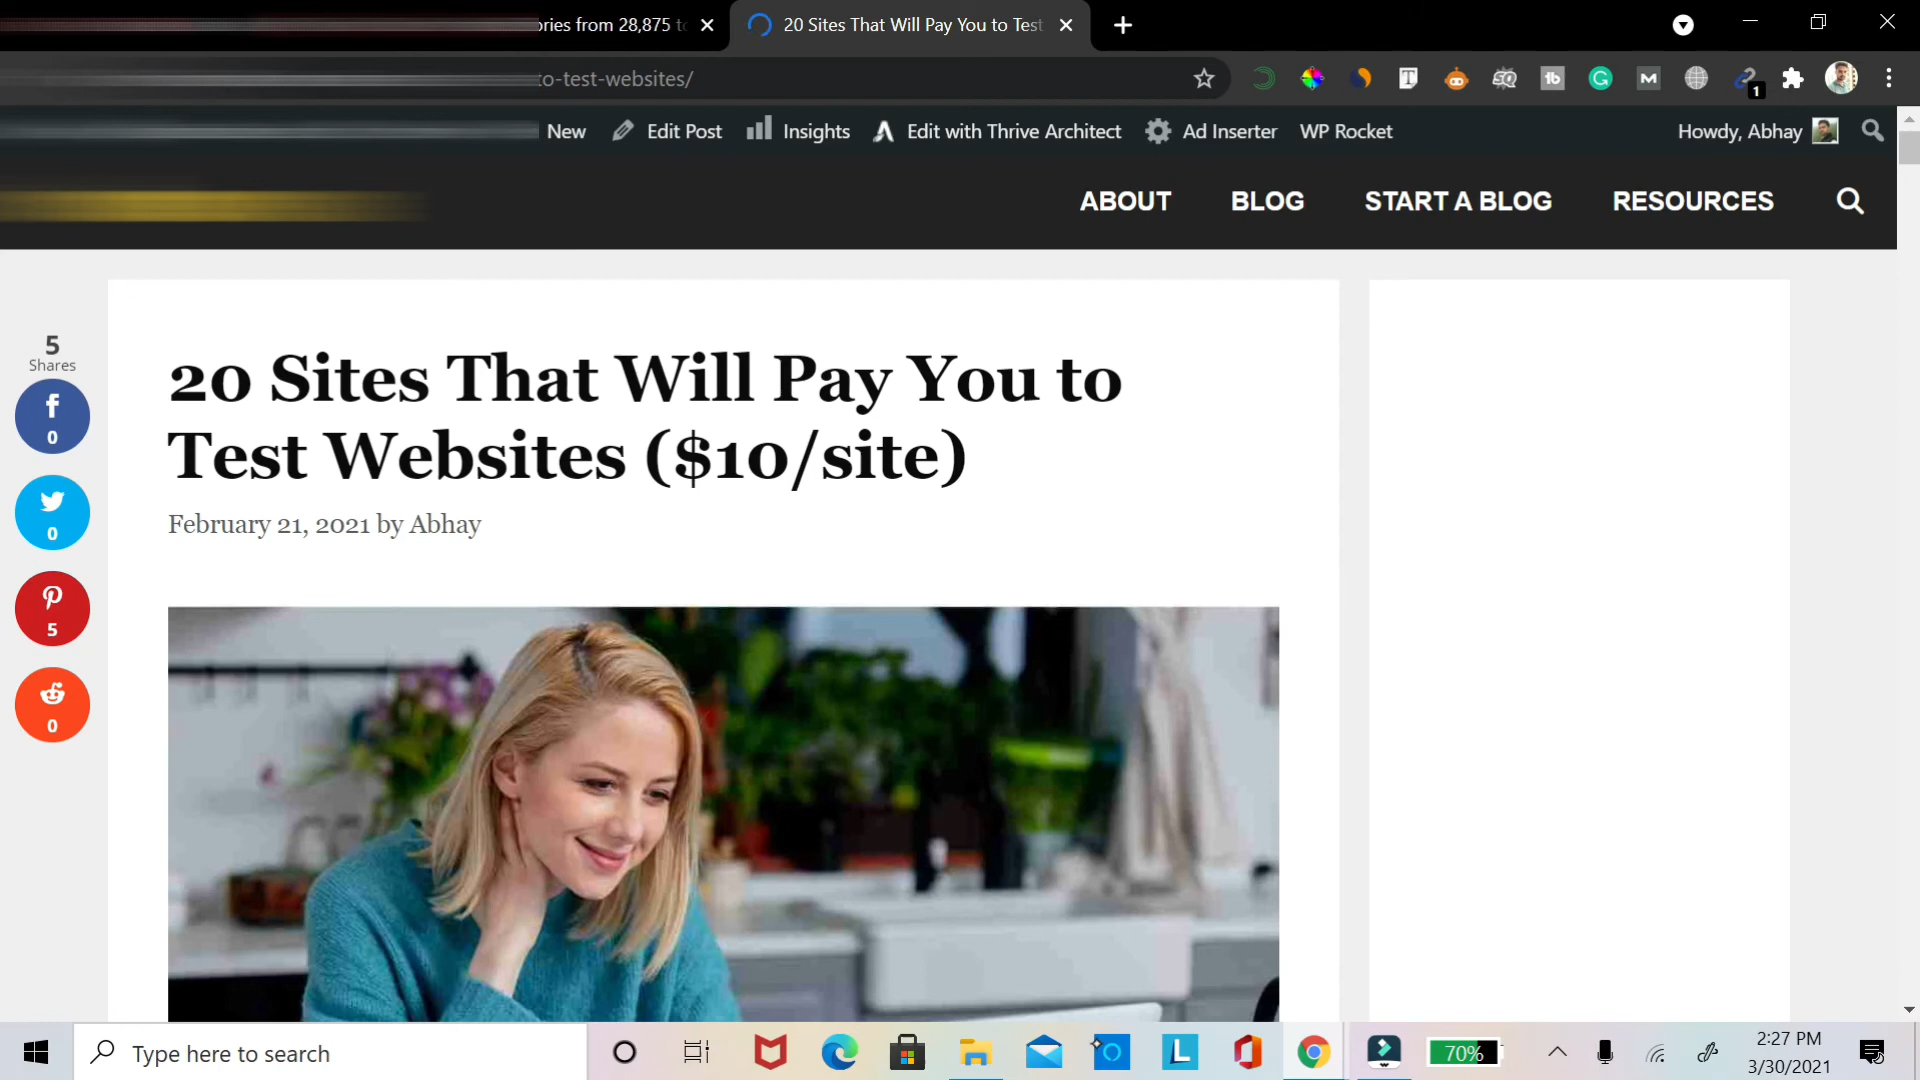 ories from 28,875 to
20 Sites That Will Pay You to Test
to-test-websites/
1
New Edit Post Insights Edit with Thrive Architect Ad Inserter WP Rocket Howdy, Abhay
ABOUT BLOG START A BLOG RESOURCES
5
Shares
0
0
5
0
20 Sites That Will Pay You to
Test Websites ($10/site)
February 21, 2021 by Abhay
Type here to search
70%
2:27 PM
3/30/2021